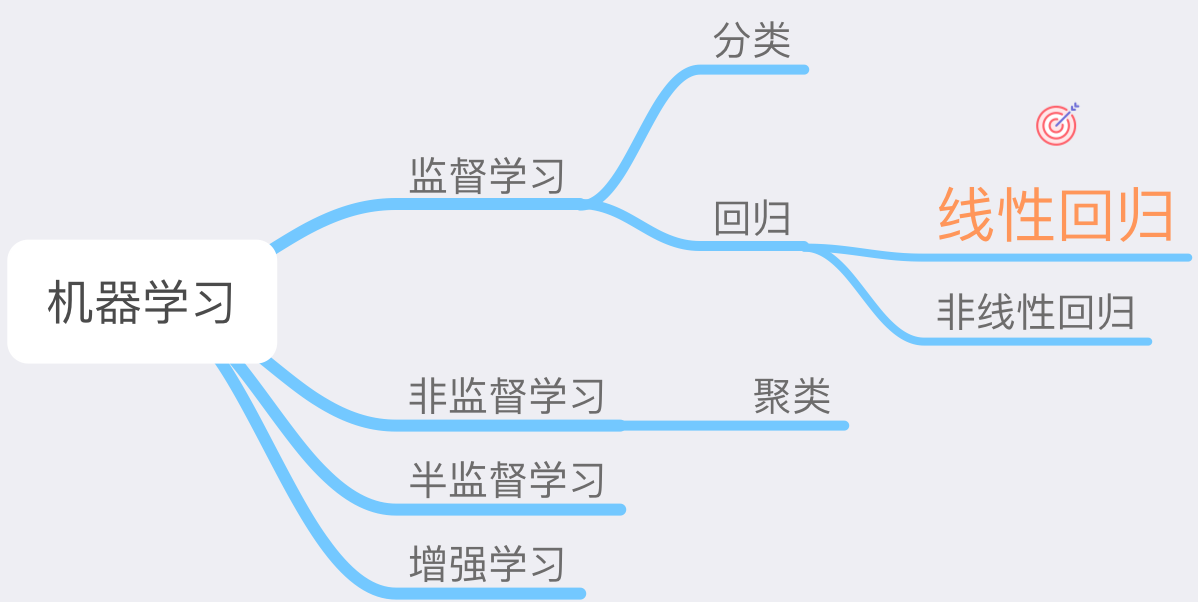 机器学习
监督学习
分类
回归
线性回归
非线性回归
非监督学习
聚类
半监督学习
增强学习